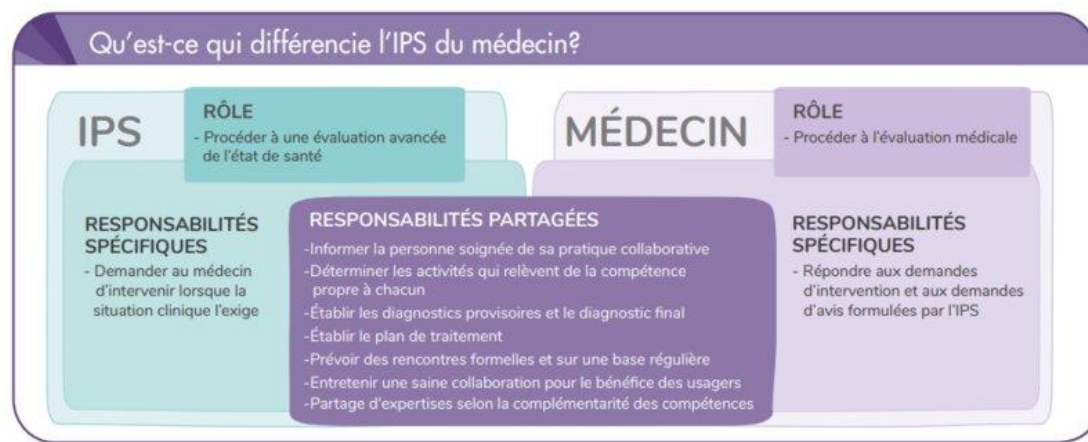 Qu'est-ce qui différencie l'IPS du médecin?
IPS
RÔLE
- Procéder à une évaluation avancée
de l'état de santé
RESPONSABILITÉS
SPÉCIFIQUES
- Demander au médecin
d'intervenir lorsque la
situation clinique l'exige
RESPONSABILITÉS PARTAGÉES
-Informer la personne soignée de sa pratique collaborative
-Déterminer les activités qui relèvent de la compétence
propre à chacun
-Établir les diagnostics provisoires et le diagnostic final
-Établir le plan de traitement
-Prévoir des rencontres formelles et sur une base régulière
-Entretenir une saine collaboration pour le bénéfice des usagers
-Partage d'expertises selon la complémentarité des compétences
MÉDECIN
RÔLE
- Procéder à l'évaluation médicale
RESPONSABILITÉS
SPÉCIFIQUES
- Répondre aux demandes
d'intervention et aux demandes
d'avis formulées par l'IPS